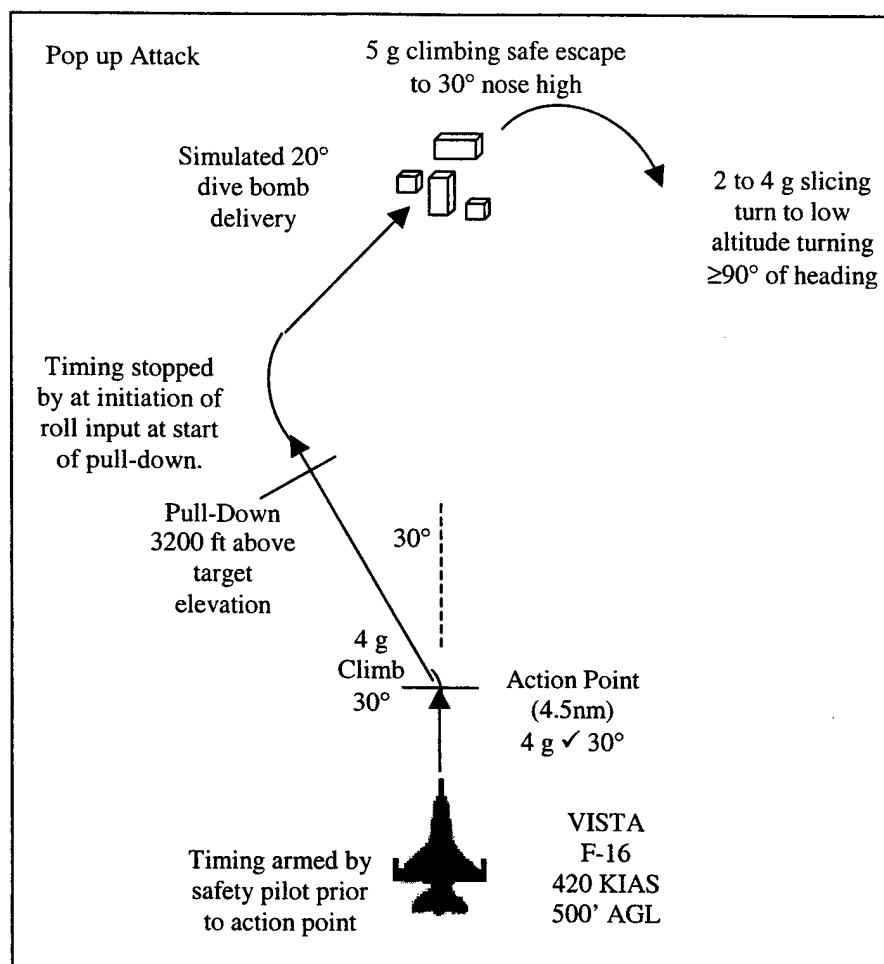 Pop up Attack
5 g climbing safe escape
to 30° nose high
Simulated 20°
dive bomb
delivery
2 to 4 g slicing
turn to low
altitude turning
≥90° of heading
Timing stopped
by at initiation of
roll input at start
of pull-down.
Pull-Down
3200 ft above
target
elevation
30°
4 g
Climb
30°
Action Point
(4.5nm)
4 g ✓ 30°
Timing armed by
safety pilot prior
to action point
VISTA
F-16
420 KIAS
500' AGL